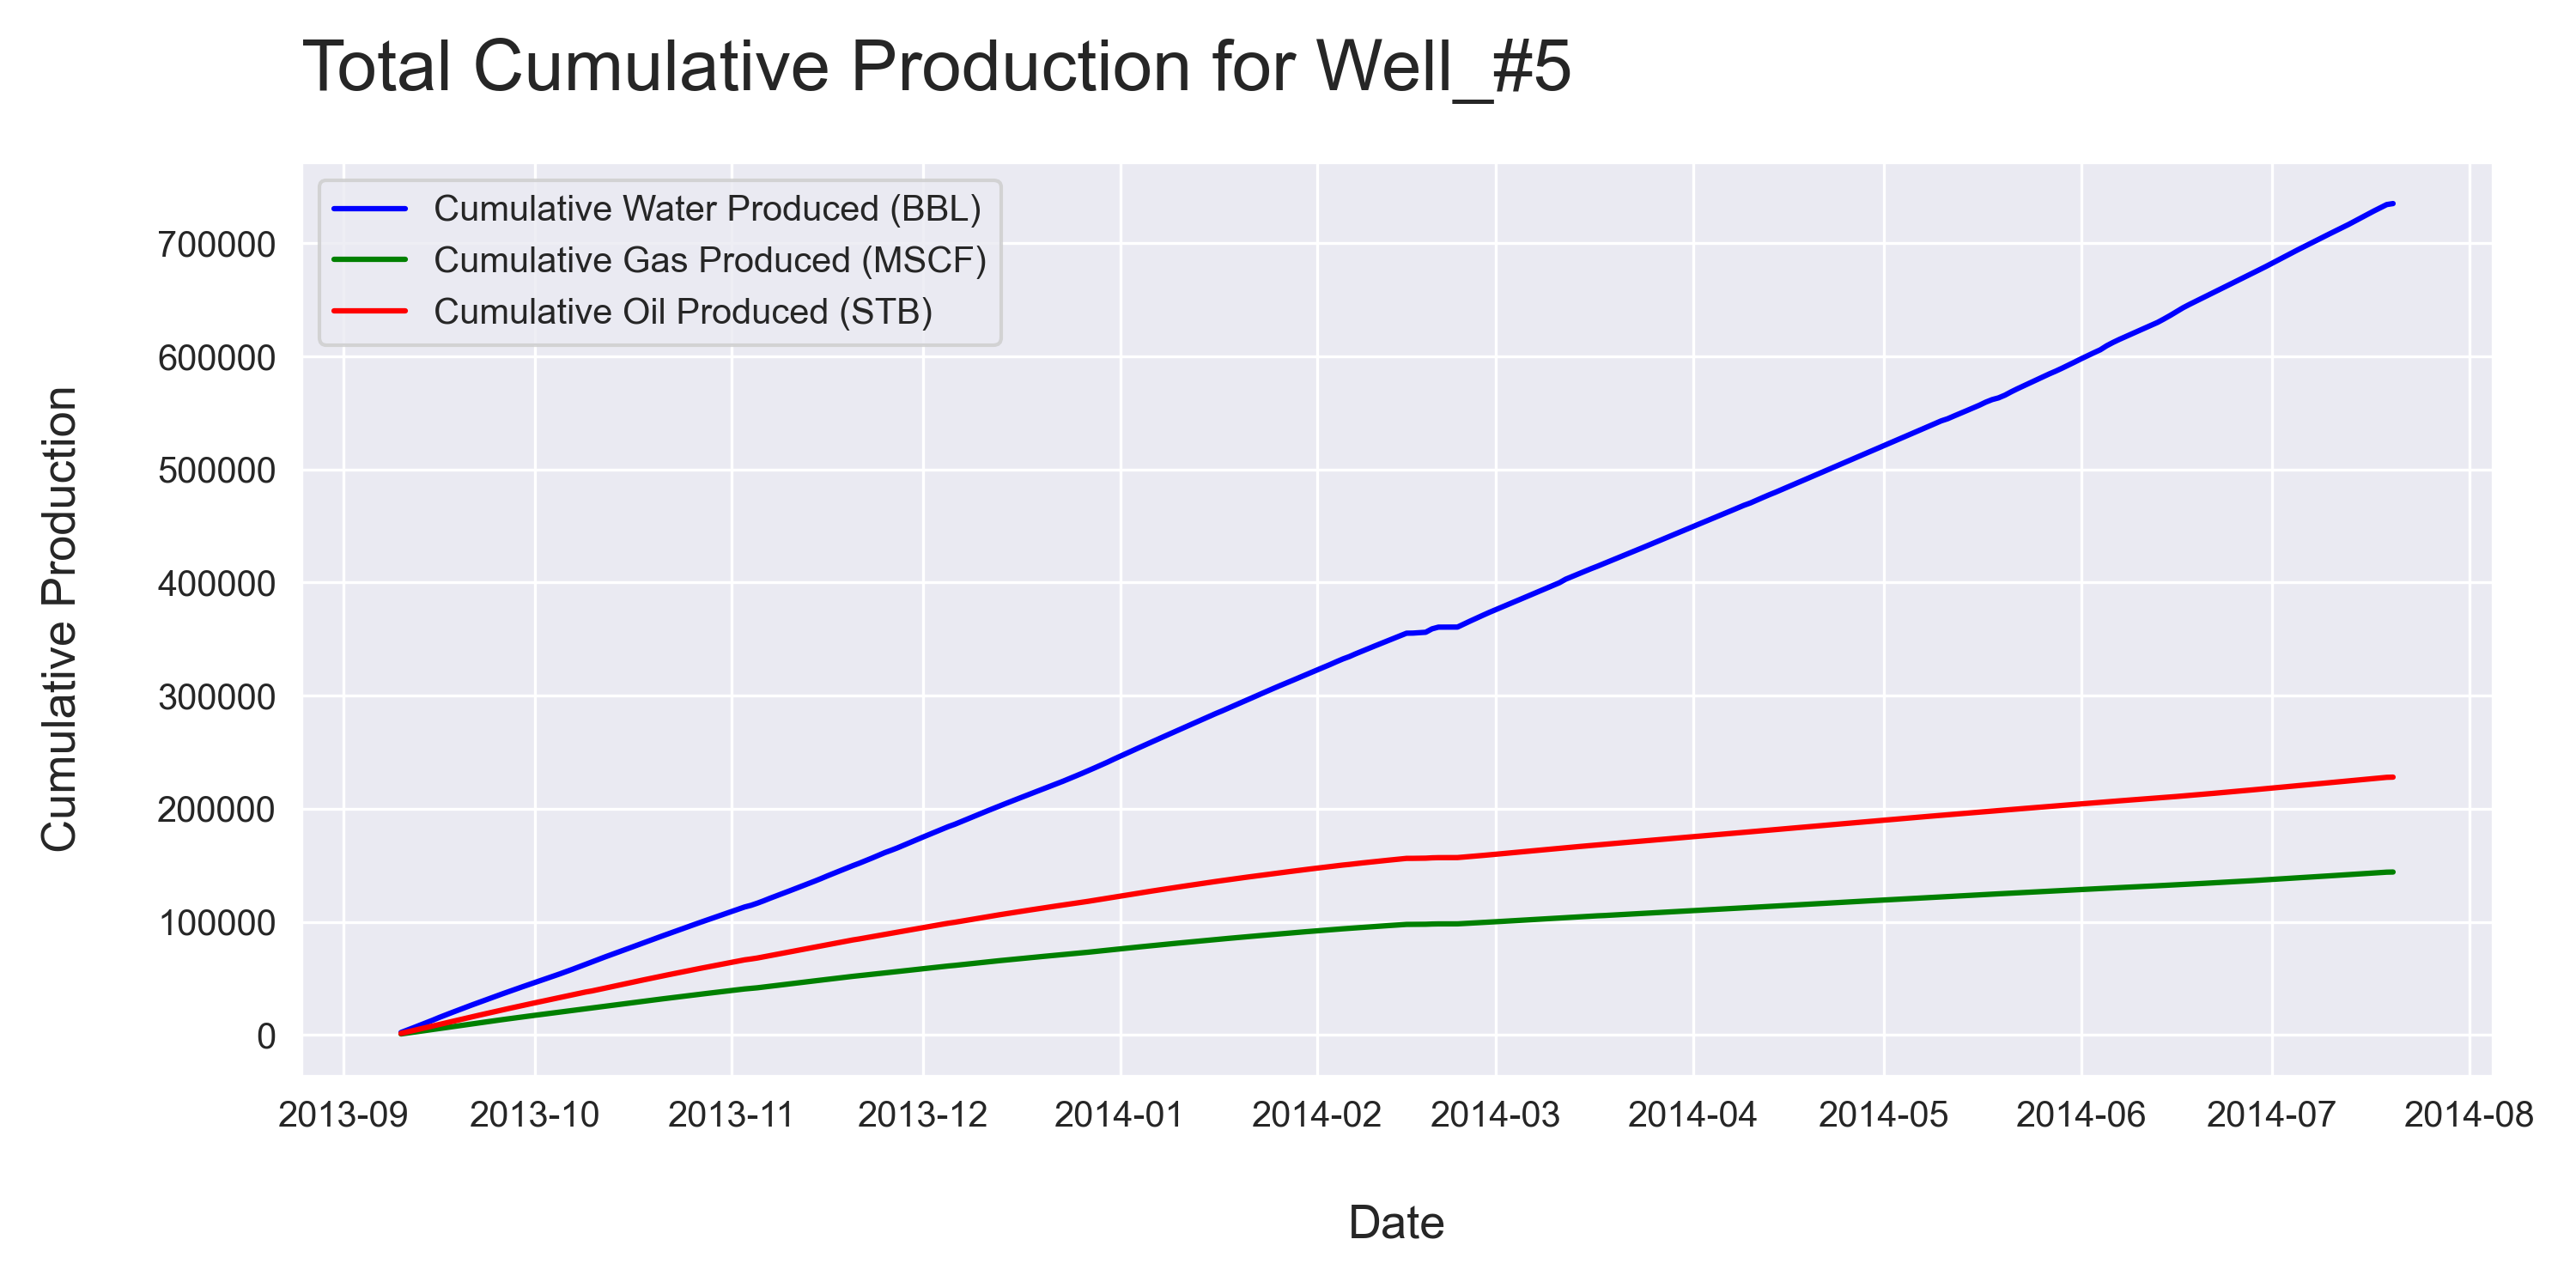 Total Cumulative Production for Well_#5
Cumulative Water Produced (BBL)
Cumulative Gas Produced (MSCF)
Cumulative Oil Produced (STB)
Cumulative Production
700000
600000
500000
400000
300000
200000
100000
0
2013-09 2013-10 2013-11 2013-12 2014-01 2014-02 2014-03 2014-04 2014-05 2014-06 2014-07 2014-08
Date